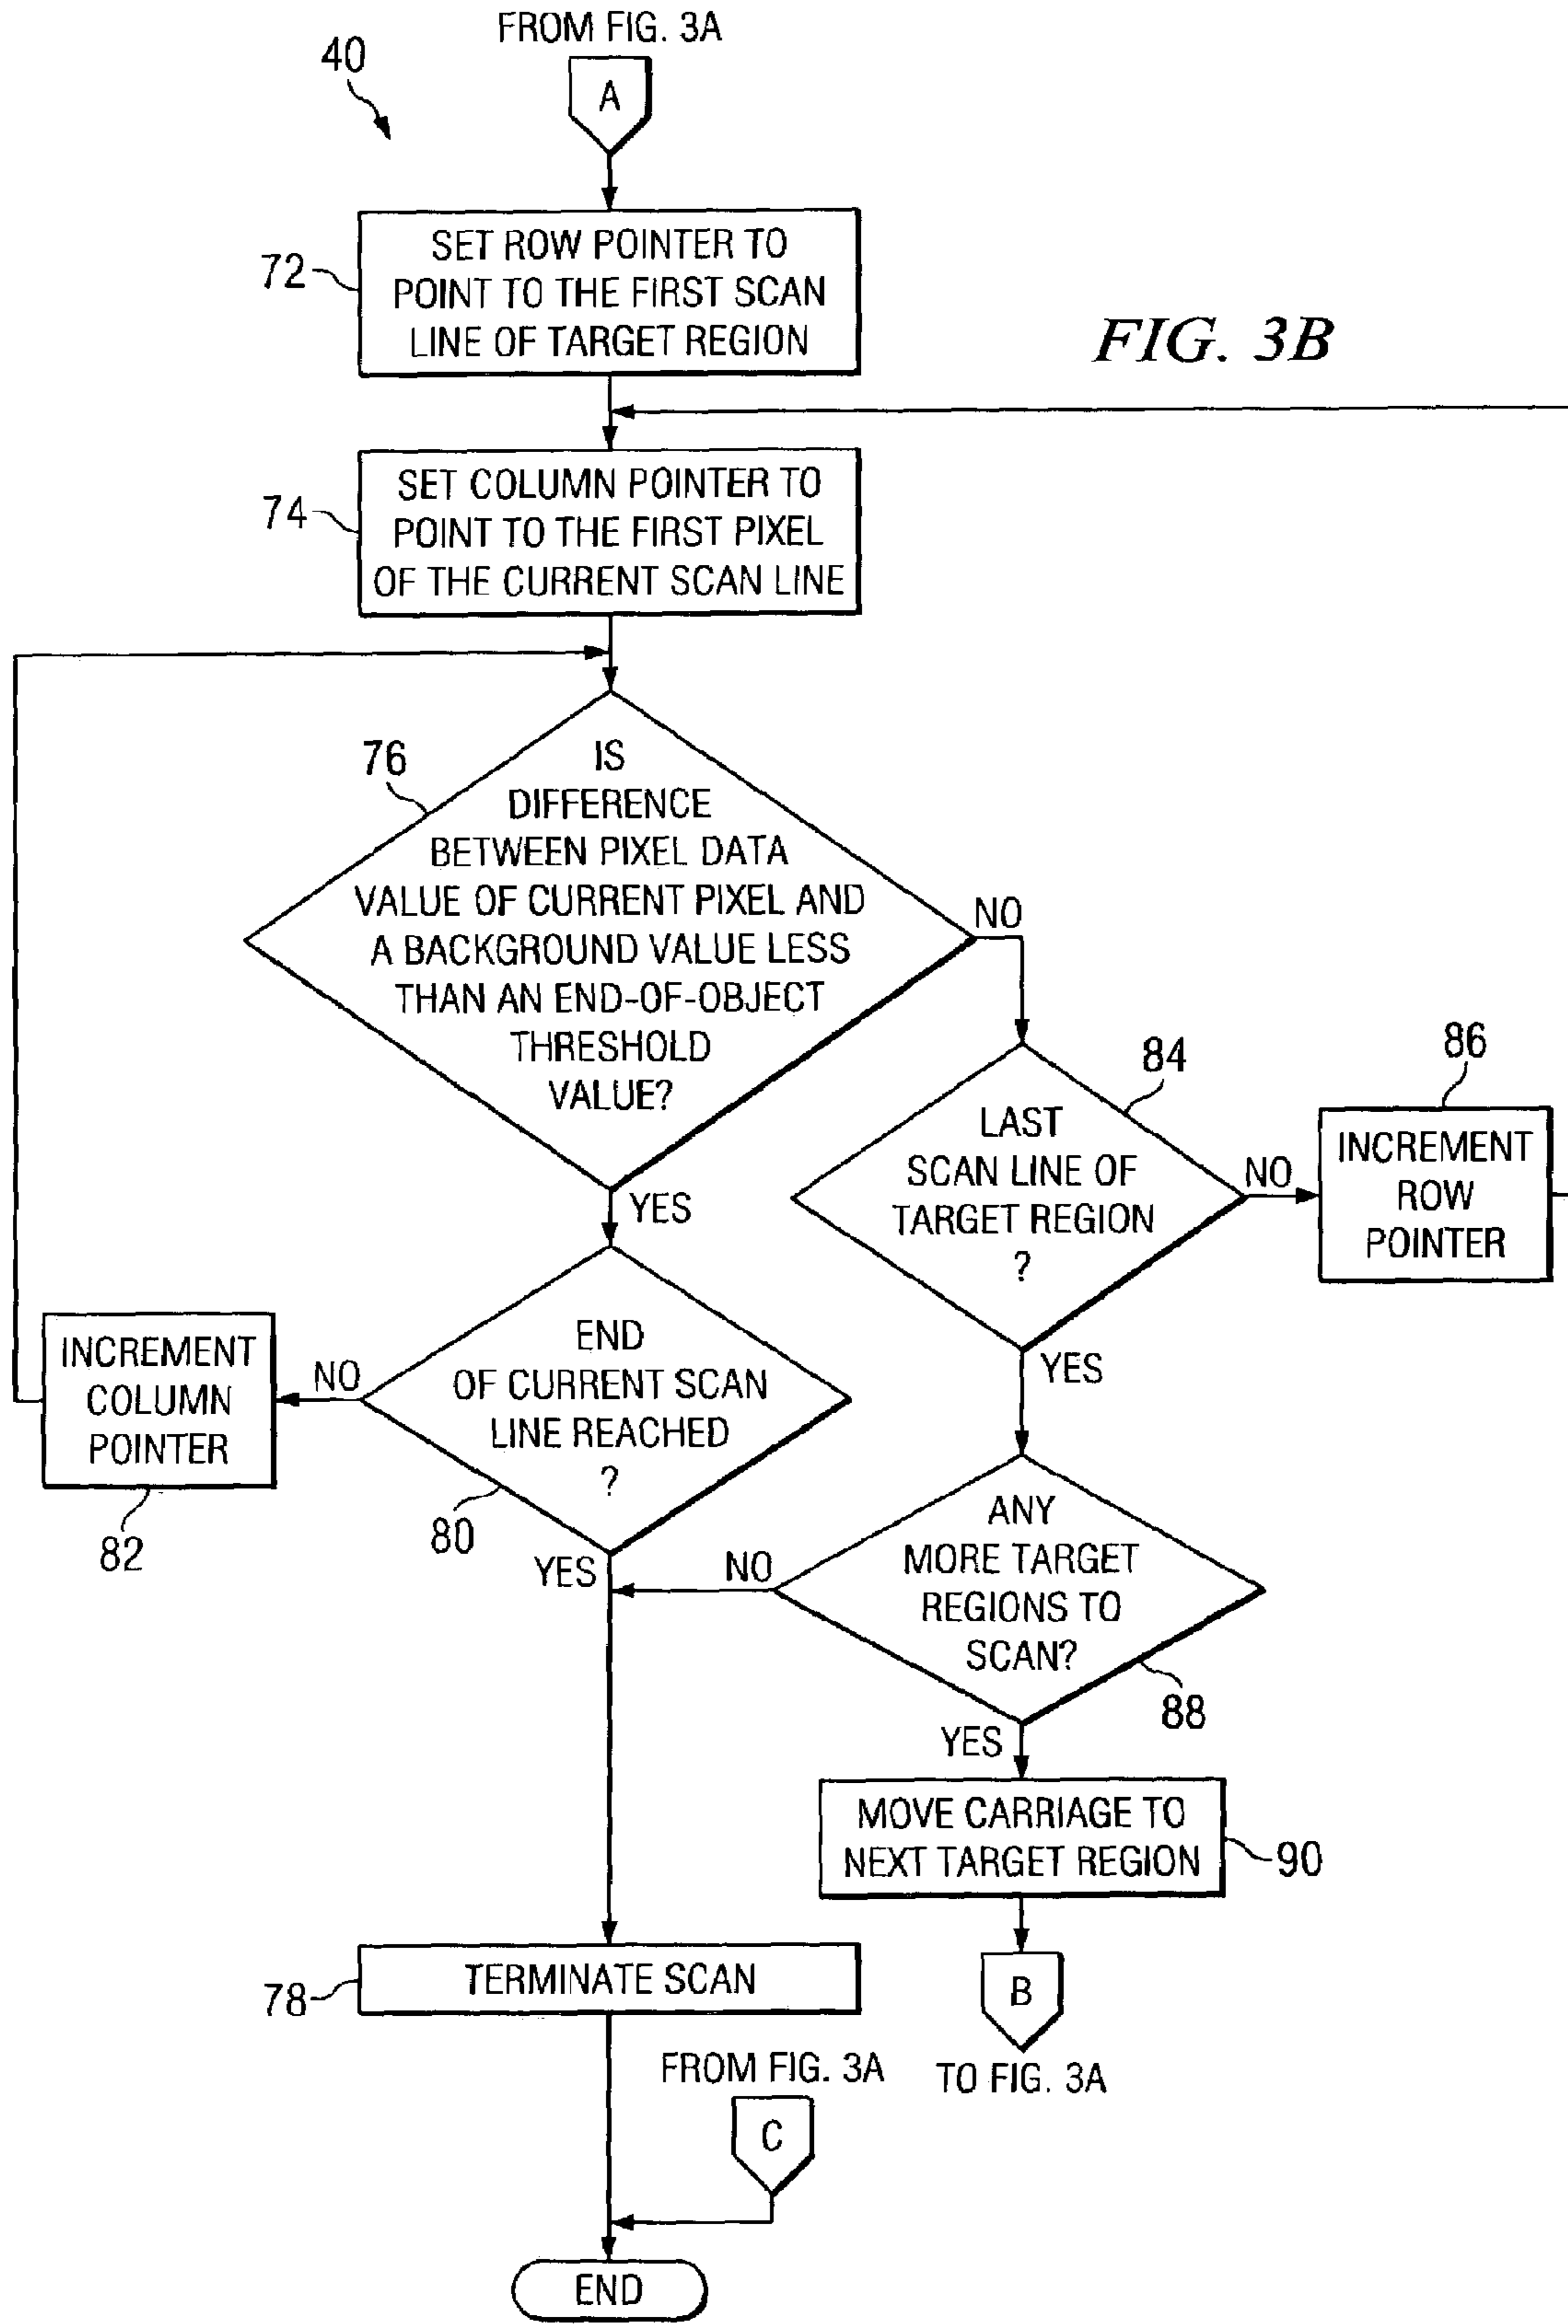 FROM FIG. 3A
40
A
72
SET ROW POINTER TO
POINT TO THE FIRST SCAN
LINE OF TARGET REGION
FIG. 3B
74
SET COLUMN POINTER TO
POINT TO THE FIRST PIXEL
OF THE CURRENT SCAN LINE
76
IS
DIFFERENCE
BETWEEN PIXEL DATA
VALUE OF CURRENT PIXEL AND
A BACKGROUND VALUE LESS
THAN AN END-OF-OBJECT
THRESHOLD
VALUE?
NO
YES
84
LAST
SCAN LINE OF
TARGET REGION
?
NO
YES
86
INCREMENT
ROW
POINTER
END
OF CURRENT SCAN
LINE REACHED
?
80
NO
YES
INCREMENT
COLUMN
POINTER
82
ANY
MORE TARGET
REGIONS TO
SCAN?
88
NO
YES
MOVE CARRIAGE TO
NEXT TARGET REGION
90
78
TERMINATE SCAN
B
TO FIG. 3A
FROM FIG. 3A
C
END